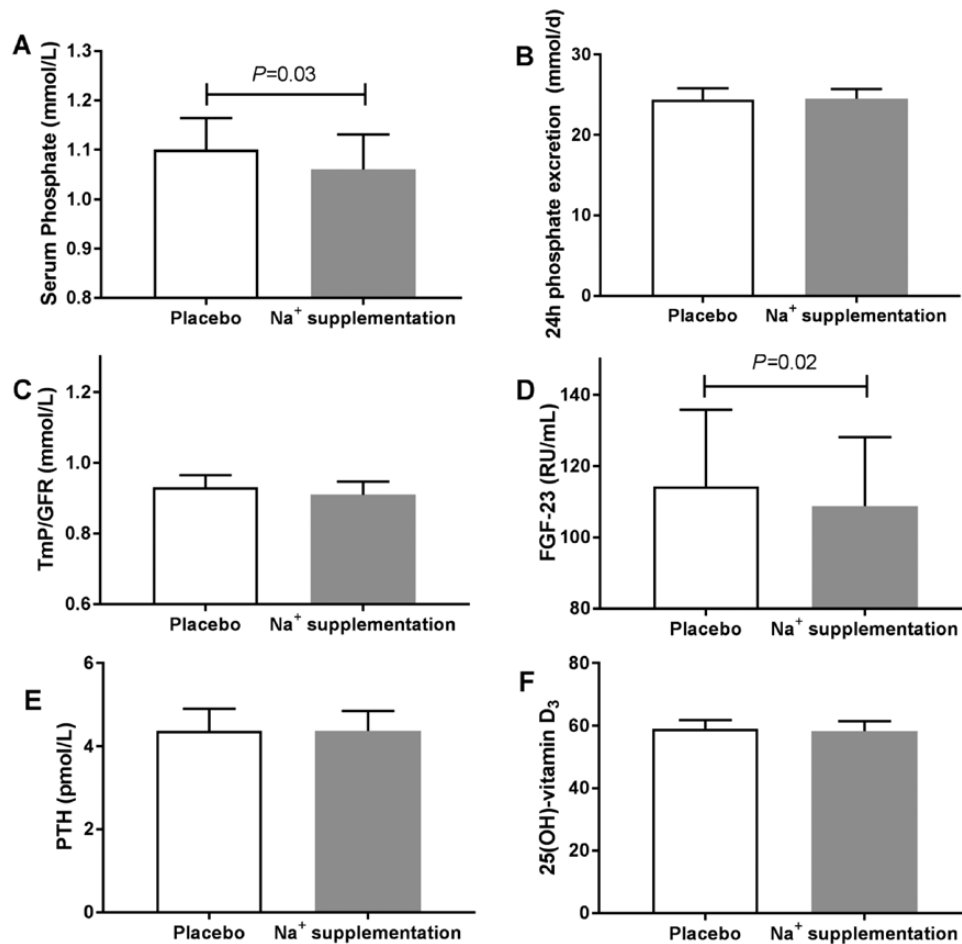 A
Serum Phosphate (mmol/L)
1.3
1.2
1.1
1.0
0.9
0.8
P=0.03
Placebo
Na⁺ supplementation
B
24h phosphate excretion (mmol/d)
30
20
10
0
Placebo
Na⁺ supplementation
C
TmP/GFR (mmol/L)
1.2
1.0
0.8
0.6
Placebo
Na⁺ supplementation
D
FGF-23 (RU/mL)
140
120
100
80
P=0.02
Placebo
Na⁺ supplementation
E
PTH (pmol/L)
6
4
2
0
Placebo
Na⁺ supplementation
F
25(OH)-vitamin D₃
80
60
40
20
0
Placebo
Na⁺ supplementation